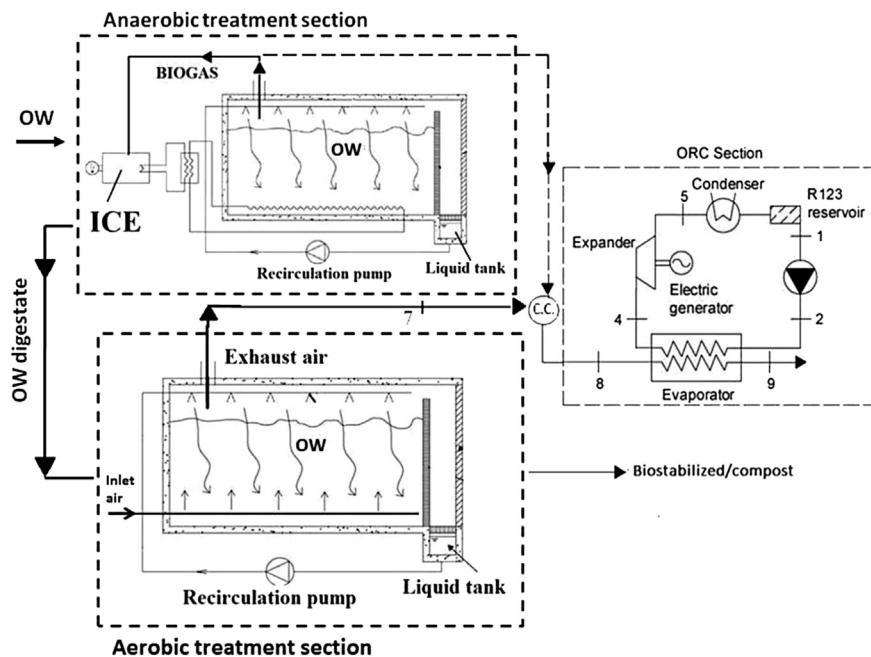 Anaerobic treatment section
BIOGAS
OW
OW
ICE
Recirculation pump
Liquid tank
ORC Section
Condenser
5
R123
reservoir
1
Expander
Electric
generator
4
2
C.C.
8
9
Evaporator
7
OW digestate
Exhaust air
OW
Inlet
air
Biostabilized/compost
Liquid tank
Recirculation pump
Aerobic treatment section